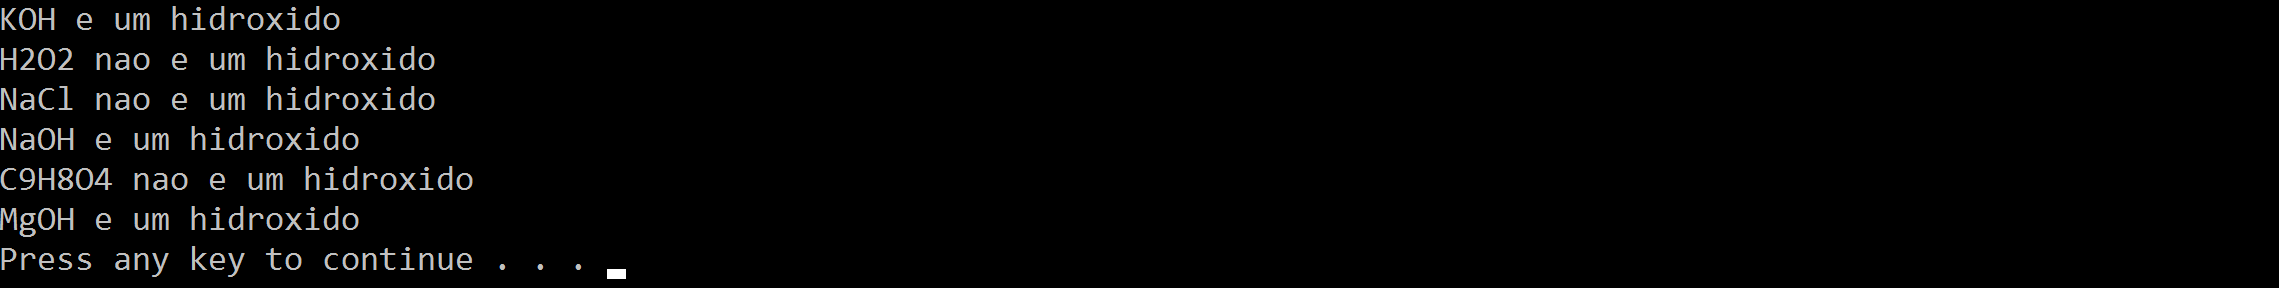 KOH e um hidroxido
H2O2 nao e um hidroxido
NaCl nao e um hidroxido
NaOH e um hidroxido
C9H8O4 nao e um hidroxido
MgOH e um hidroxido
Press any key to continue . . .